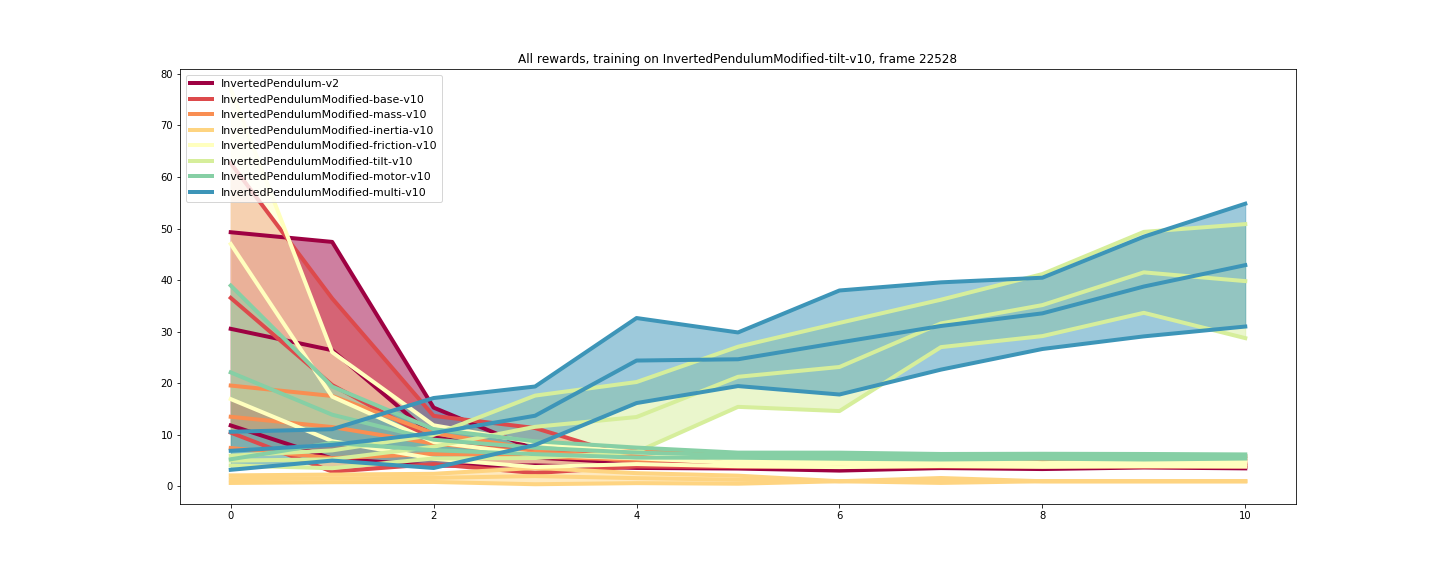 All rewards, training on InvertedPendulumModified-tilt-v10, frame 22528
80
70
60
50
40
30
20
10
0
InvertedPendulum-v2
InvertedPendulumModified-base-v10
InvertedPendulumModified-mass-v10
InvertedPendulumModified-inertia-v10
InvertedPendulumModified-friction-v10
InvertedPendulumModified-tilt-v10
InvertedPendulumModified-motor-v10
InvertedPendulumModified-multi-v10
0 2 4 6 8 10